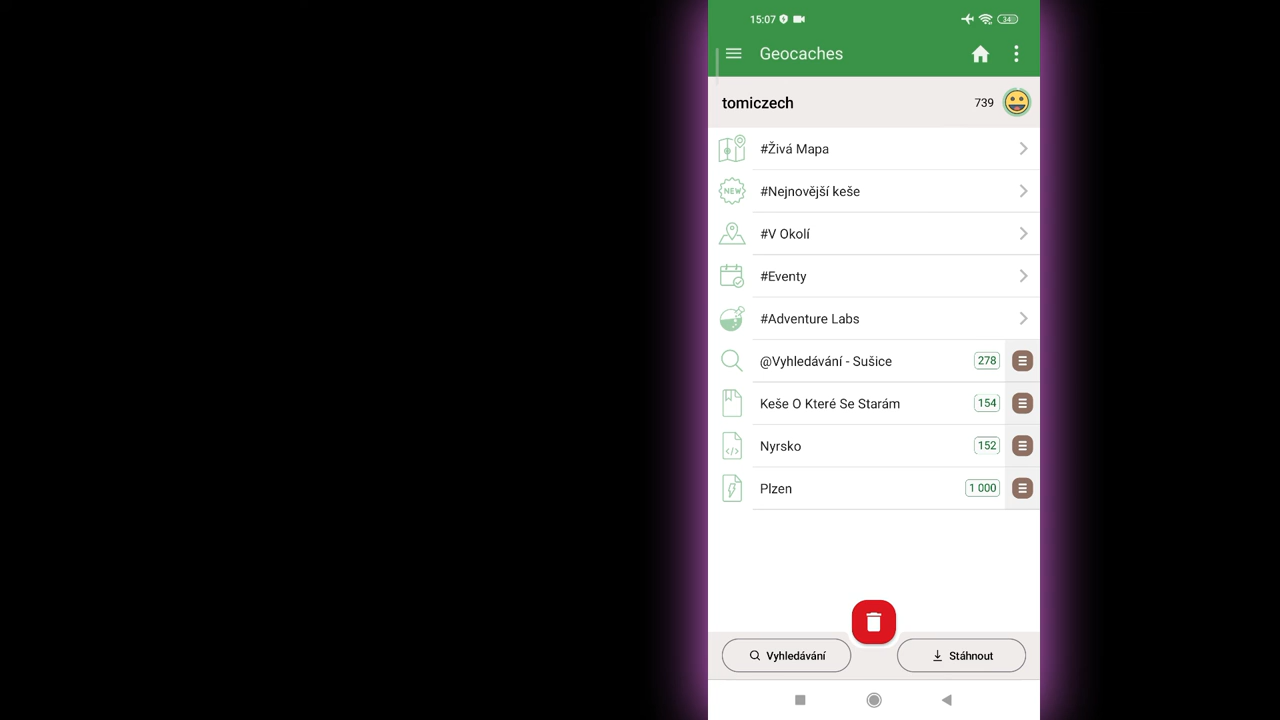 15:07
34
Geocaches
tomiczech 739
#Živá Mapa
NEW #Nejnovější keše
#V Okolí
#Eventy
#Adventure Labs
@Vyhledávání - Sušice 278
Keše O Které Se Starám 154
Nyrsko 152
Plzen 1 000
Vyhledávání
Stáhnout